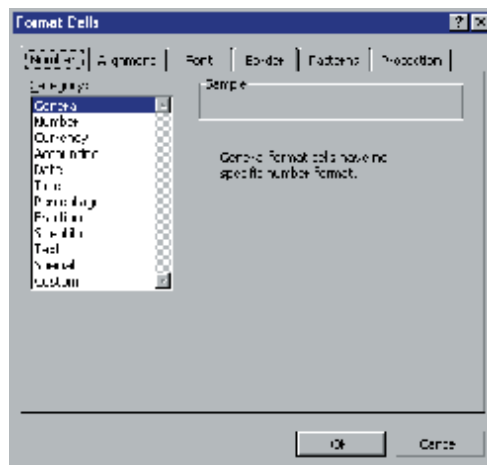 Format Cells
Number Alignment Font Border Patterns Protection
Category:
Sample
General
Number
Currency
Accounting
Date
Time
Percentage
Fraction
Scientific
Text
Special
Custom
General format cells have no
specific number format.
OK Cancel